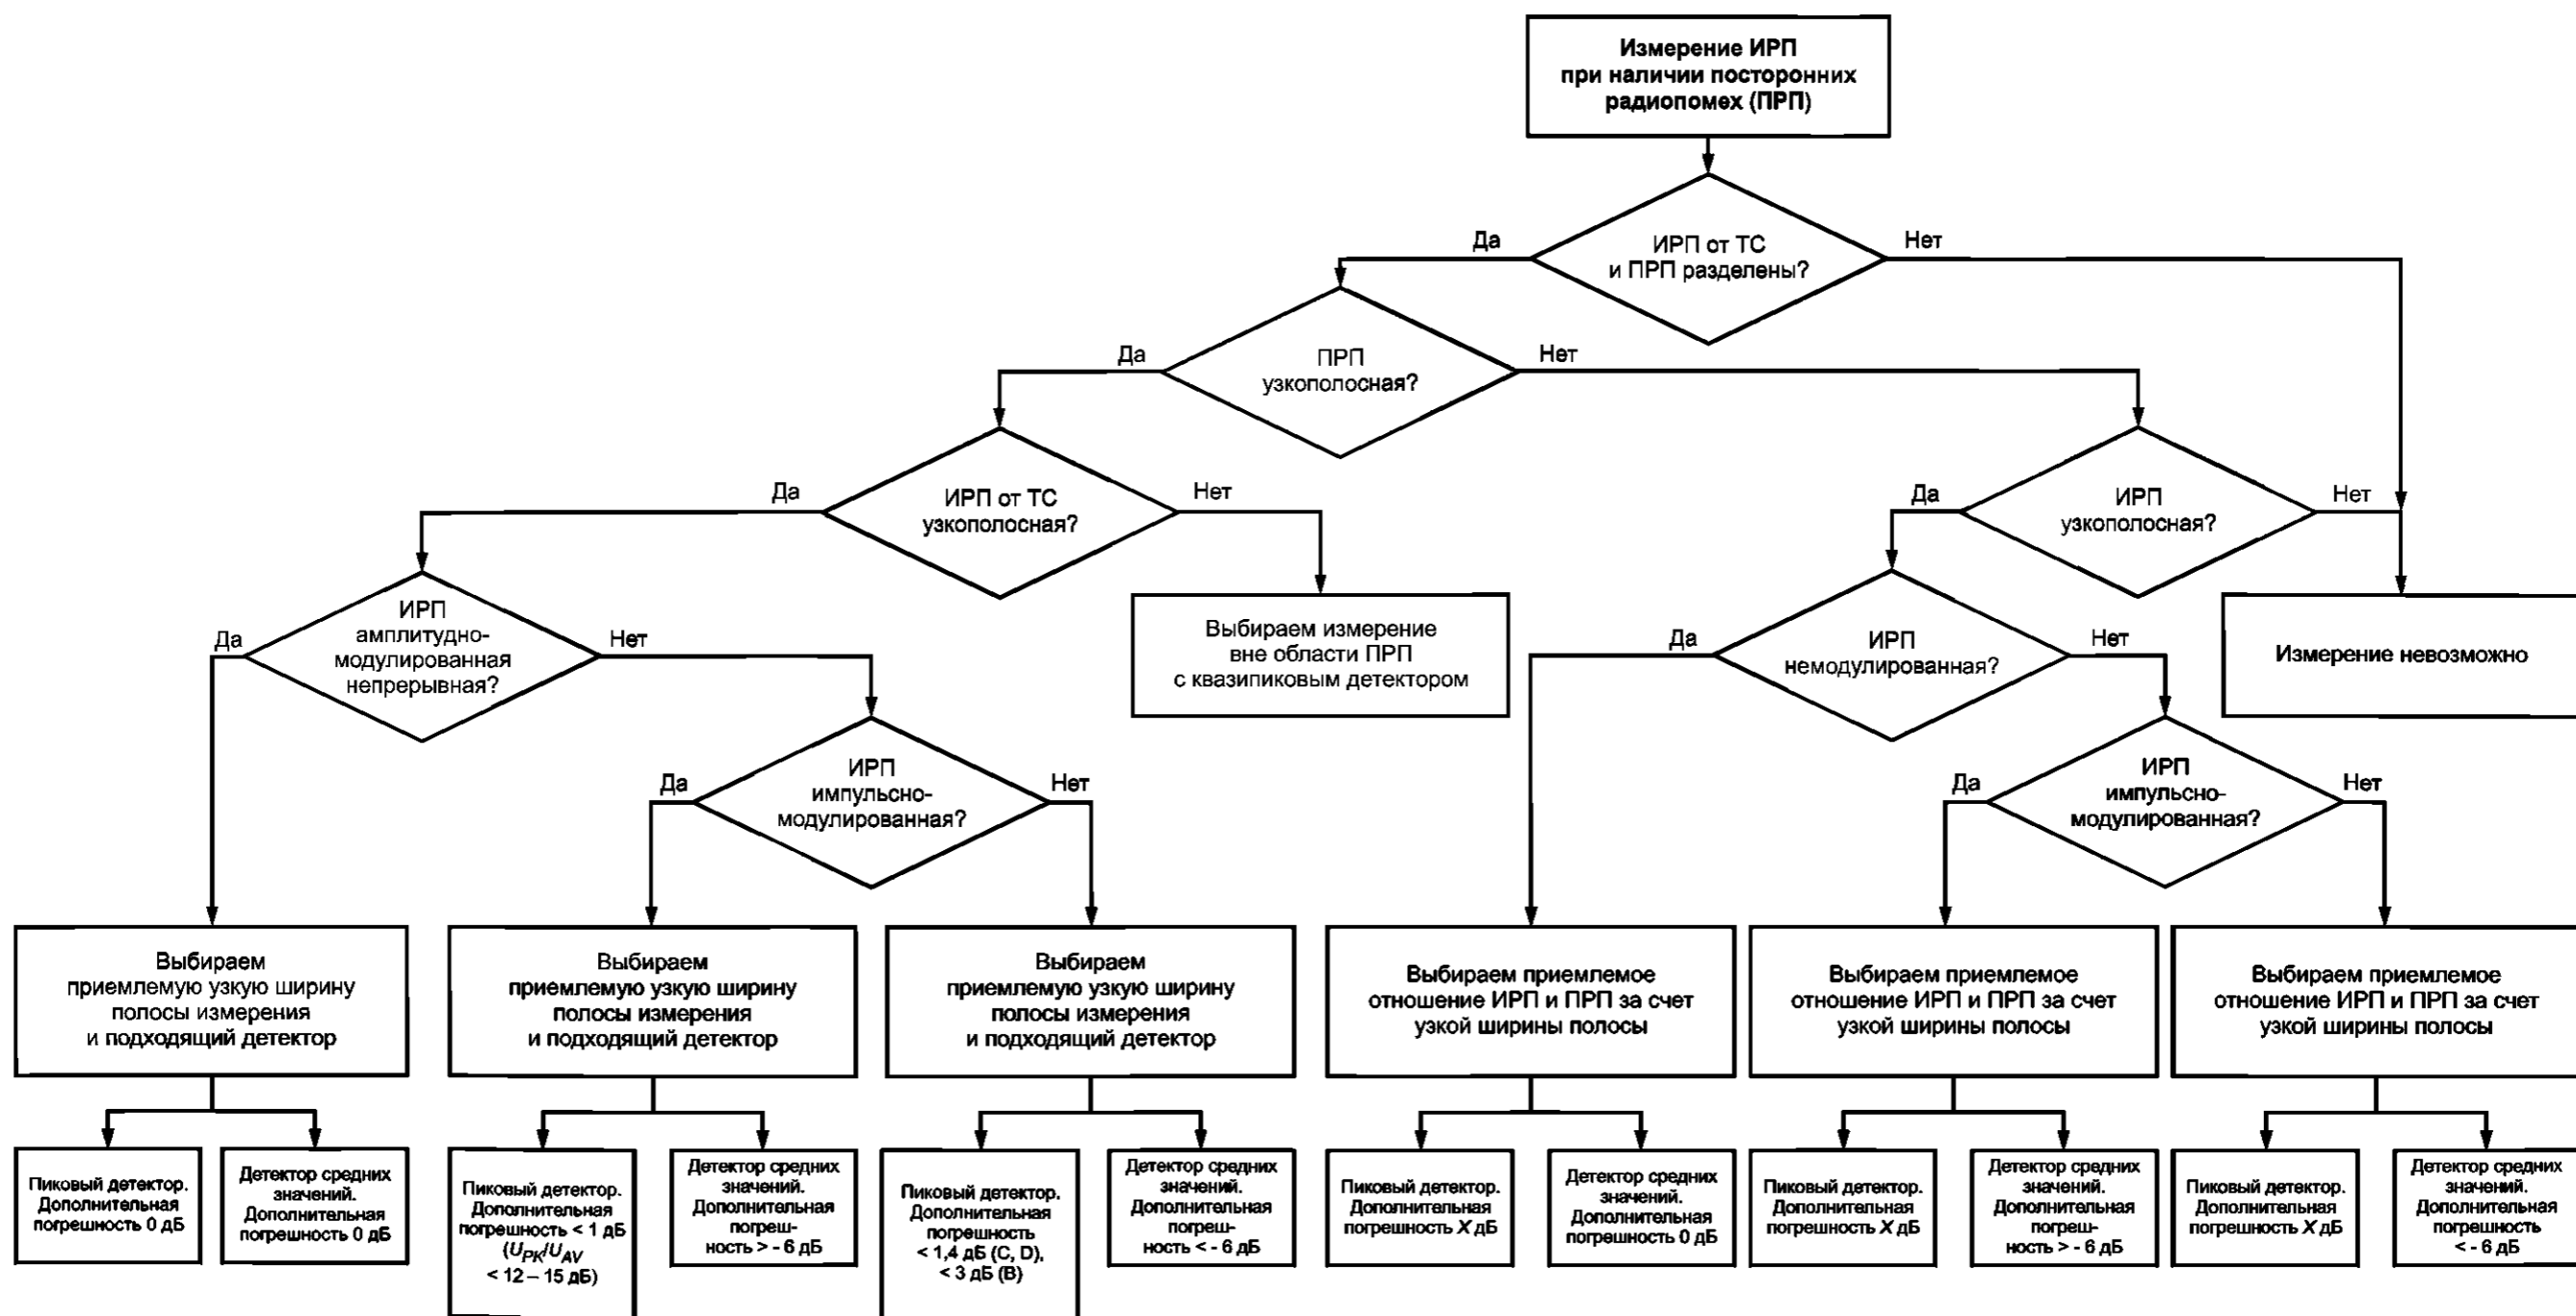 Измерение ИРП
при наличии посторонних
радиопомех (ПРП)
Да
ИРП от ТС
и ПРП разделены?
Нет
Да
ПРП
узкополосная?
Нет
Да
ИРП от ТС
узкополосная?
Нет
Да
ИРП
узкополосная?
Нет
Да
ИРП
амплитудно-
модулированная
непрерывная?
Нет
Выбираем измерение
вне области ПРП
с квазипиковым детектором
Да
ИРП
немодулированная?
Нет
Измерение невозможно
Да
ИРП
импульсно-
модулированная?
Нет
Да
ИРП
импульсно-
модулированная?
Нет
Выбираем
приемлемую узкую ширину
полосы измерения
и подходящий детектор
Выбираем
приемлемую узкую ширину
полосы измерения
и подходящий детектор
Выбираем
приемлемую узкую ширину
полосы измерения
и подходящий детектор
Выбираем приемлемое
отношение ИРП и ПРП за счет
узкой ширины полосы
Выбираем приемлемое
отношение ИРП и ПРП за счет
узкой ширины полосы
Выбираем приемлемое
отношение ИРП и ПРП за счет
узкой ширины полосы
Пиковый детектор.
Дополнительная
погрешность 0 дБ
Детектор средних
значений.
Дополнительная
погрешность 0 дБ
Пиковый детектор.
Дополнительная
погрешность < 1 дБ
(U_PK/U_AV
< 12 – 15 дБ)
Детектор средних
значений.
Дополнительная
погреш-
ность > - 6 дБ
Пиковый детектор.
Дополнительная
погрешность
< 1,4 дБ (C, D),
< 3 дБ (B)
Детектор средних
значений.
Дополнительная
погреш-
ность < - 6 дБ
Пиковый детектор.
Дополнительная
погрешность X дБ
Детектор средних
значений.
Дополнительная
погрешность 0 дБ
Пиковый детектор.
Дополнительная
погрешность X дБ
Детектор средних
значений.
Дополнительная
погреш-
ность > - 6 дБ
Пиковый детектор.
Дополнительная
погрешность X дБ
Детектор средних
значений.
Дополнительная
погрешность
< - 6 дБ